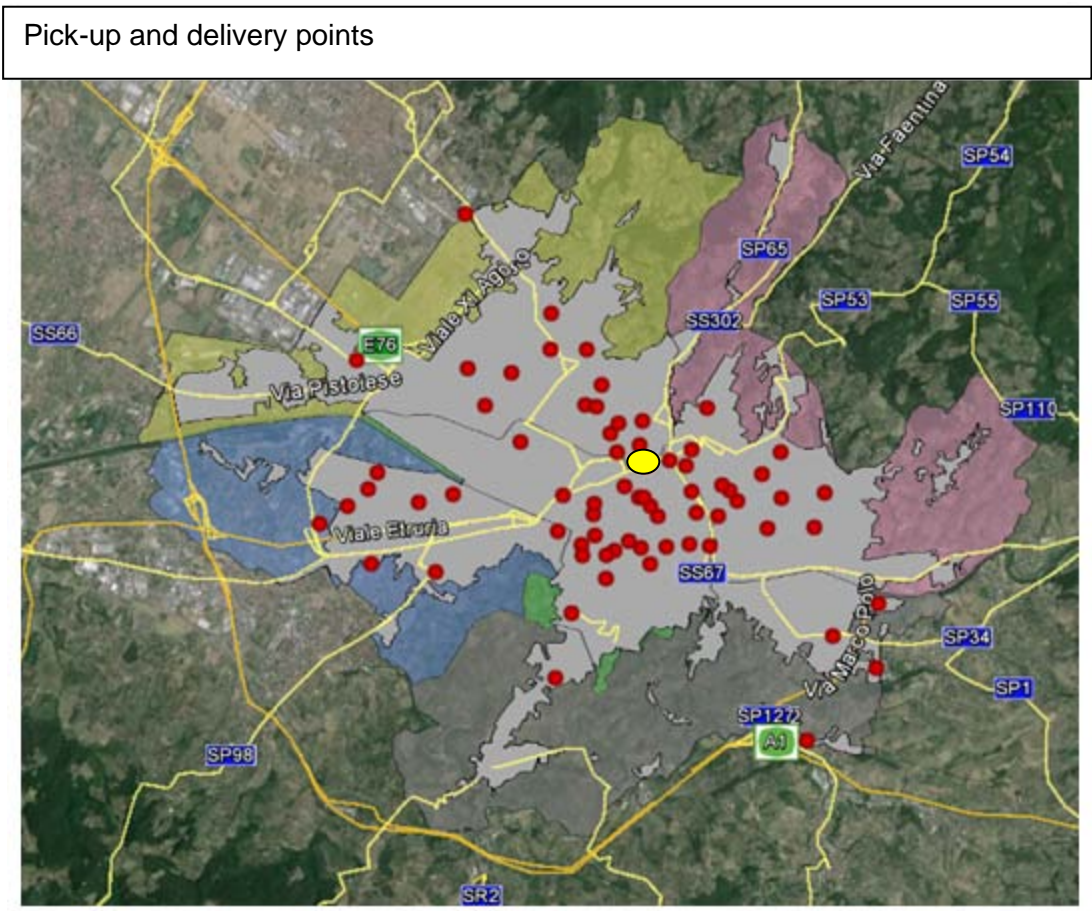 Pick-up and delivery points
Via Faentina
SP54
SP65
Viale XI Agosto
SP53
SP55
SS66
SS302
E76
Via Pistoiese
SP110
Viale Etruria
SS67
Via Marco Polo
SP34
SP1
SP127
A1
SP98
SR2